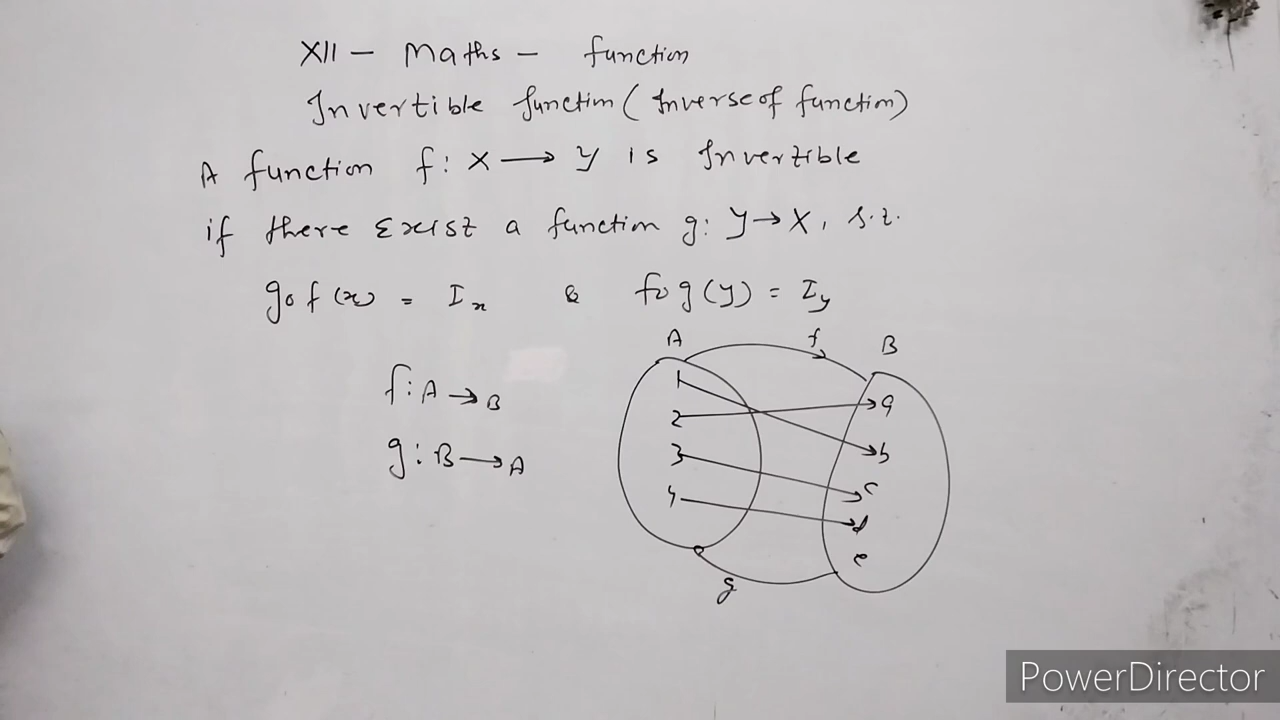 XII — Maths — function
Invertible function (Inverse of function)
A function f: X → Y is Invertible
if there Exist a function g: Y → X, s.t.
gof(x) = Ix & fog(y) = Iy
f: A → B
g: B → A
A f B
1 a
2 b
3 c
4 d
e
g
PowerDirector